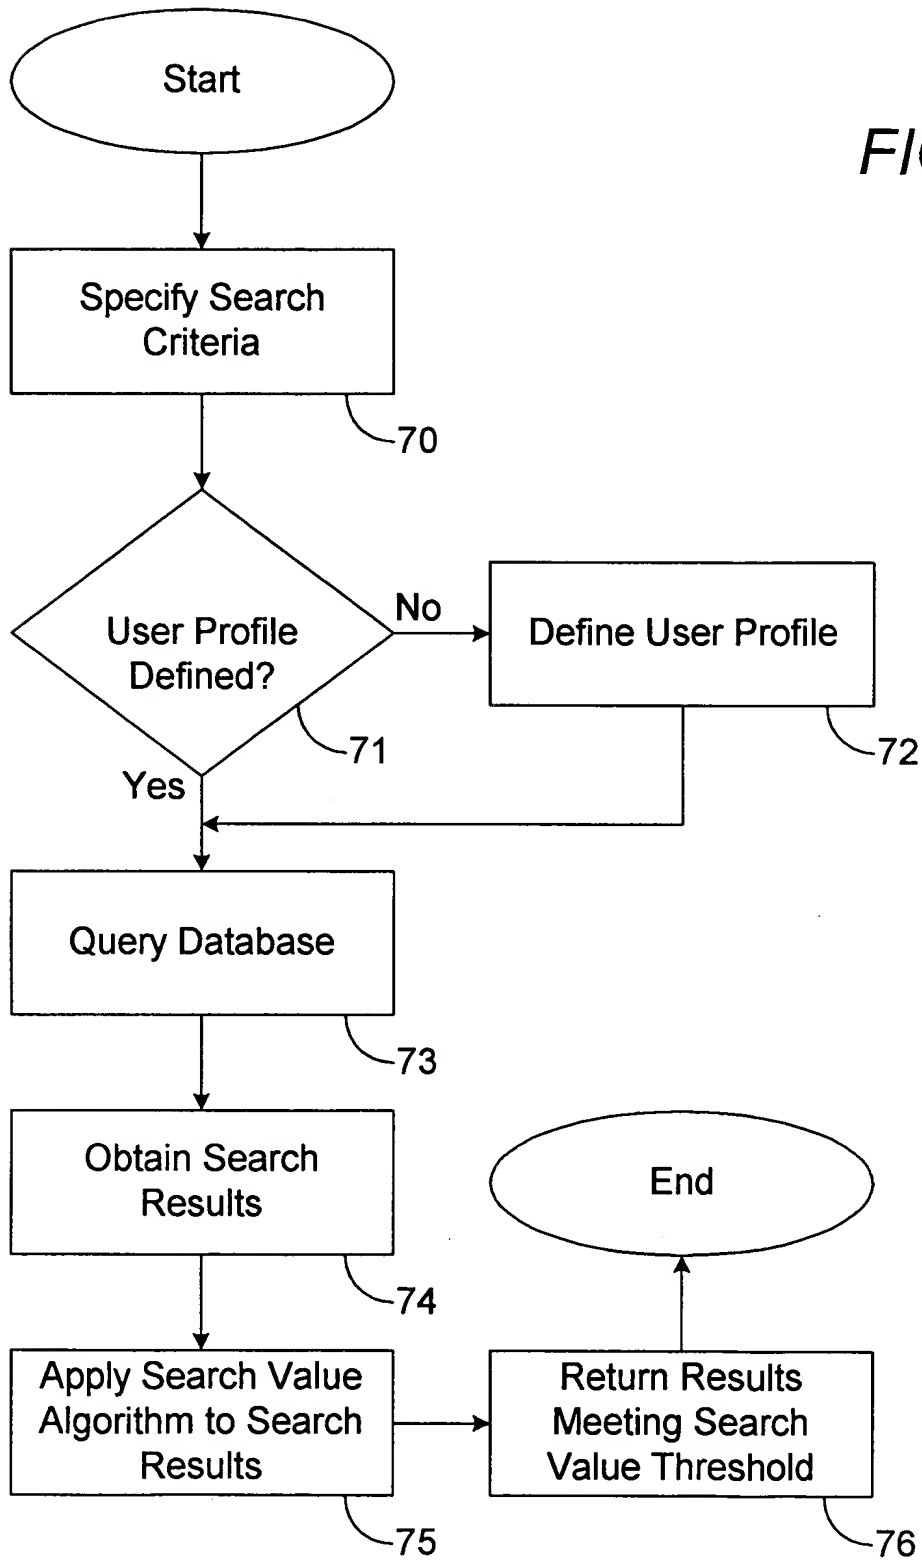 Start
Specify Search
Criteria
70
User Profile
Defined?
71
No
Define User Profile
72
Yes
Query Database
73
Obtain Search
Results
74
End
Apply Search Value
Algorithm to Search
Results
75
Return Results
Meeting Search
Value Threshold
76